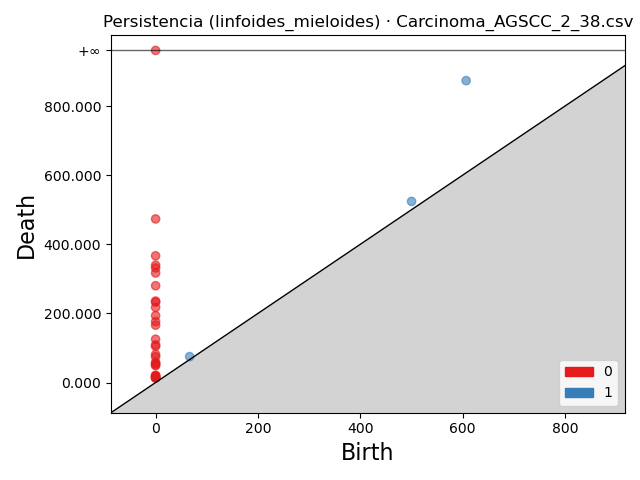 Persistencia (linfoides_mieloides) · Carcinoma_AGSCC_2_38.csv
+∞
800.000
600.000
400.000
200.000
0.000
Death
0
1
0 200 400 600 800
Birth